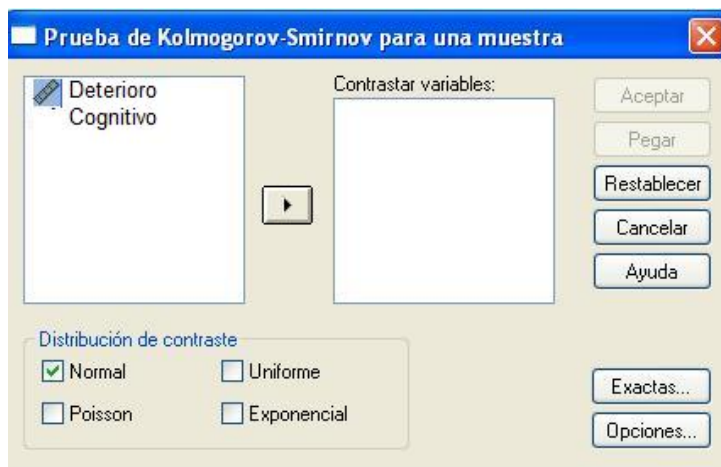 Prueba de Kolmogorov-Smirnov para una muestra
Deterioro
Cognitivo
Contrastar variables:
Aceptar
Pegar
Restablecer
Cancelar
Ayuda
Distribución de contraste
Normal
Uniforme
Poisson
Exponencial
Exactas...
Opciones...